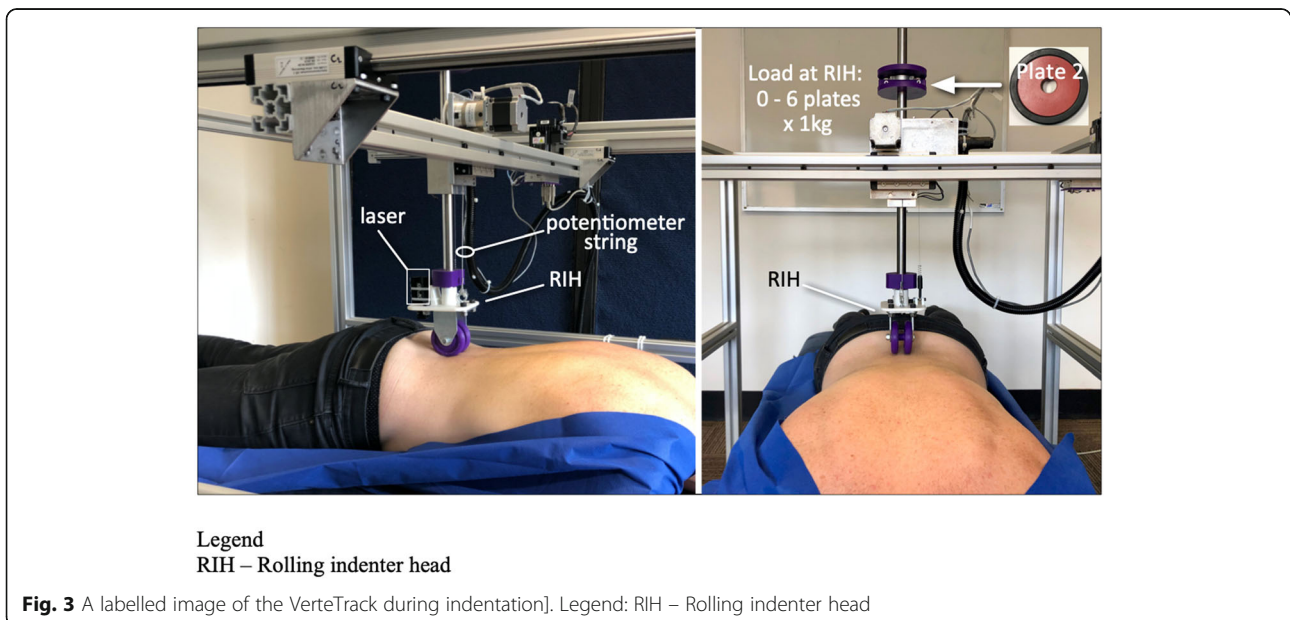 C2
laser
potentiometer
string
RIH
Load at RIH:
0 - 6 plates
x 1kg
Plate 2
RIH
Legend
RIH – Rolling indenter head
Fig. 3 A labelled image of the VerteTrack during indentation]. Legend: RIH – Rolling indenter head